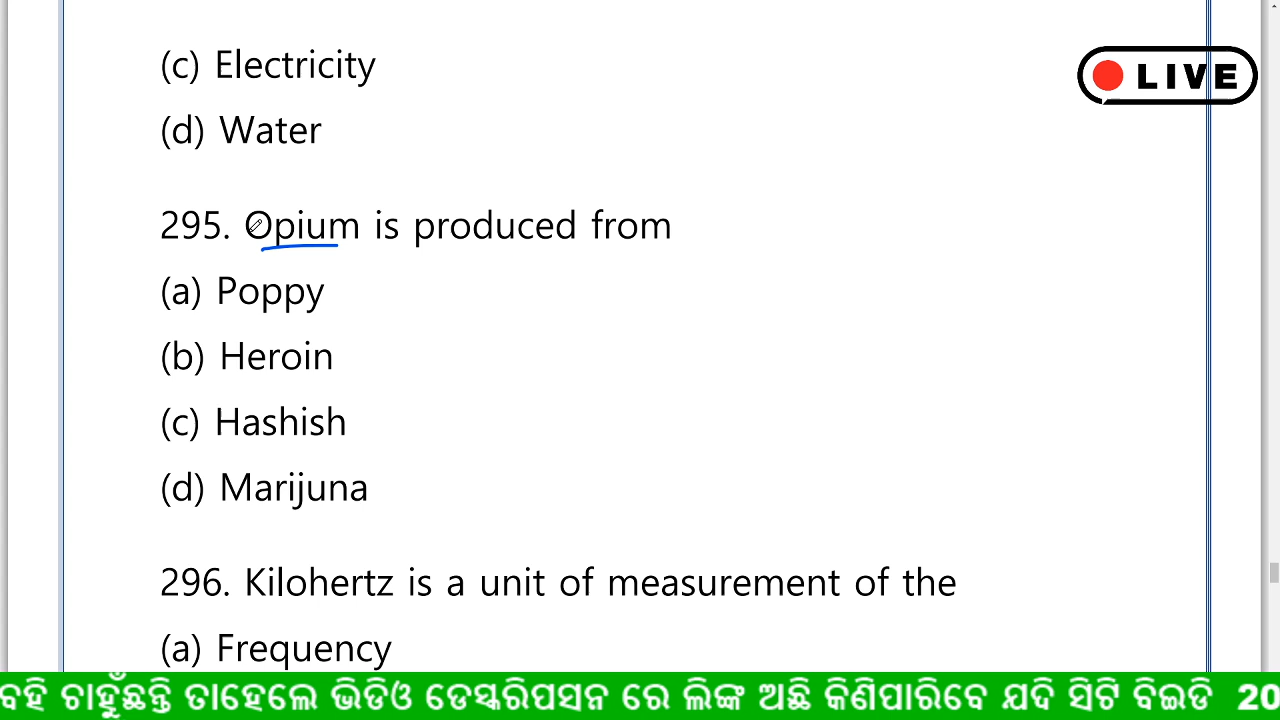 (c) Electricity
LIVE
(d) Water
295. Opium is produced from
(a) Poppy
(b) Heroin
(c) Hashish
(d) Marijuna
296. Kilohertz is a unit of measurement of the
(a) Frequency
ବହି ଚାହୁଁଛନ୍ତି ତାହେଲେ ଭିଡିଓ ଡେସ୍କରିପସନ ରେ ଲିଙ୍କ ଅଛି କିଣିପାରିବେ ଯଦି ସିଟି ବିଇଡି 20